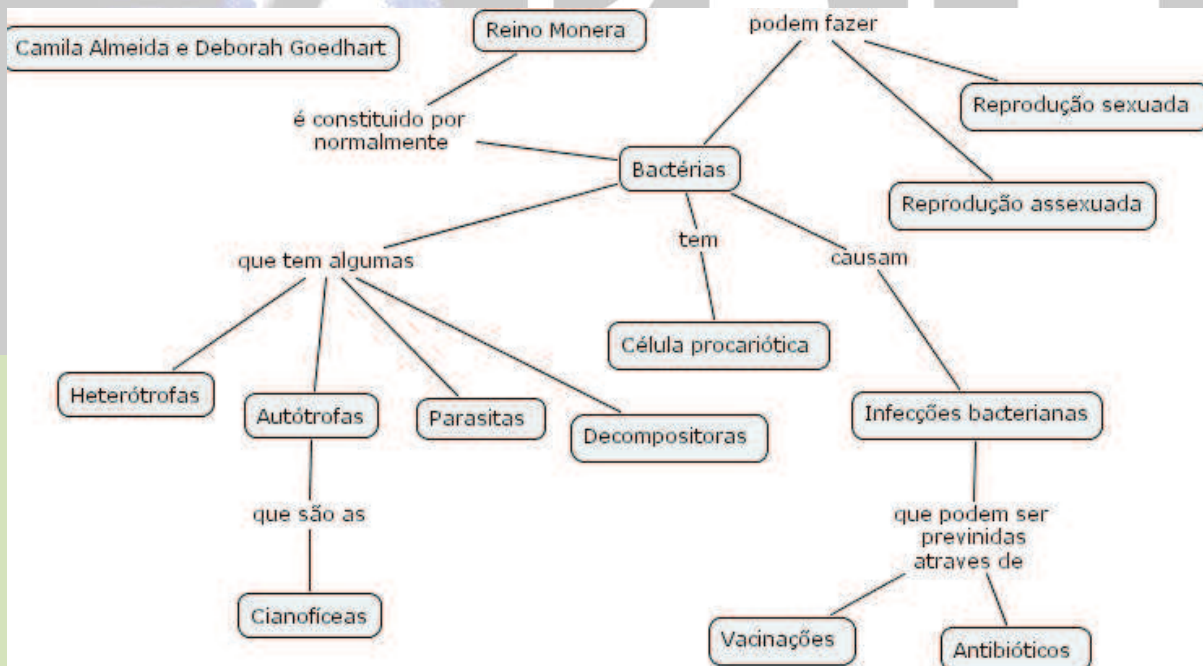 Camila Almeida e Deborah Goedhart
Reino Monera
podem fazer
Reprodução sexuada
é constituido por
normalmente
Bactérias
Reprodução assexuada
que tem algumas
tem
causam
Célula procariótica
Heterótrofas
Autótrofas
Parasitas
Decompositoras
Infecções bacterianas
que são as
que podem ser
previnidas
atraves de
Cianofíceas
Vacinações
Antibióticos